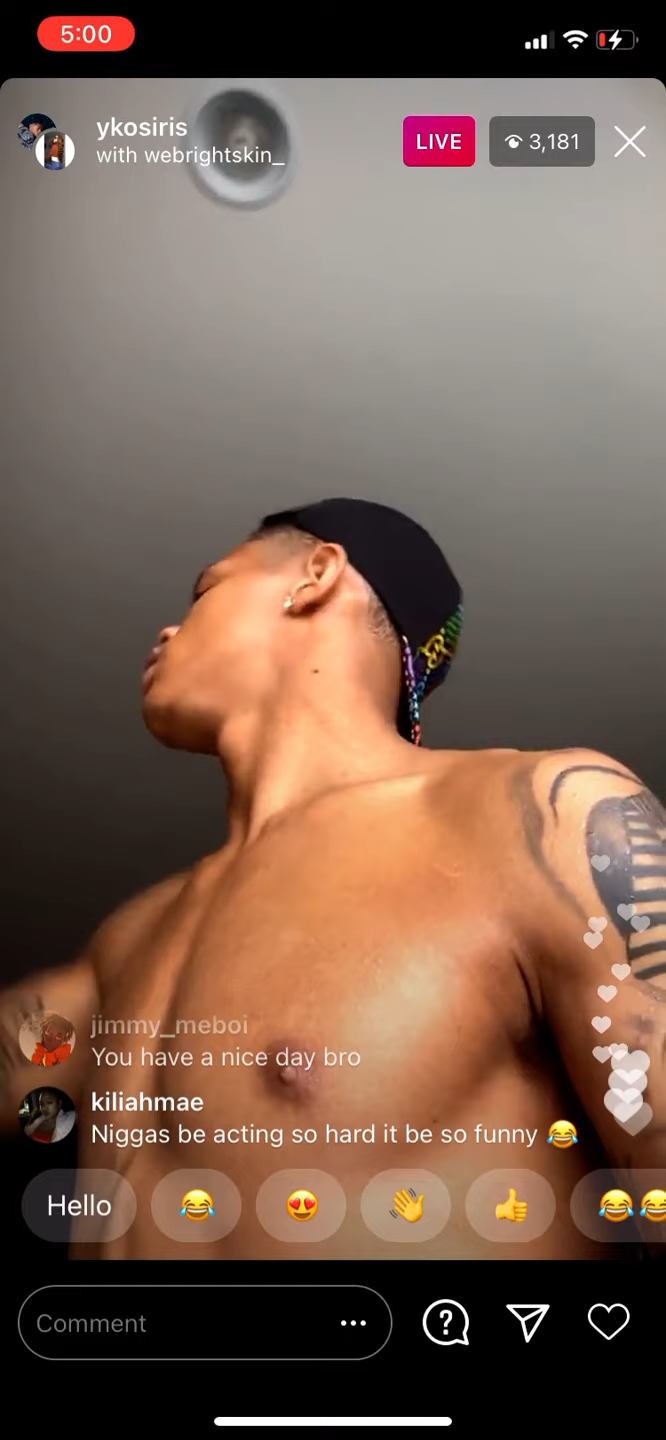 5:00
ykosiris
with webrightskin_
LIVE
3,181
jimmy_meboi
You have a nice day bro
kiliahmae
Niggas be acting so hard it be so funny 😂
Hello
Comment